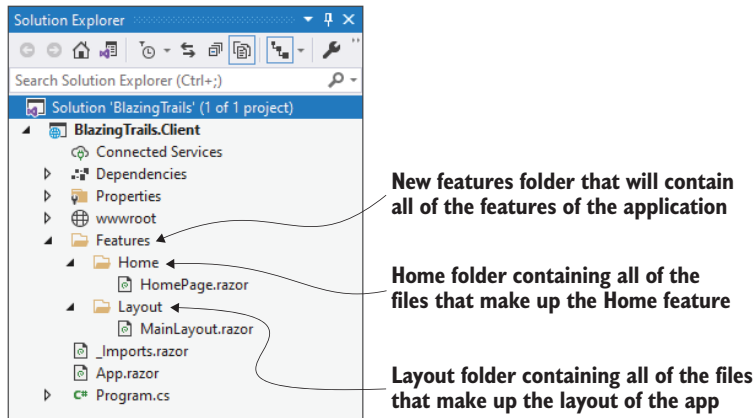 Solution Explorer
Search Solution Explorer (Ctrl+;)
Solution 'BlazingTrails' (1 of 1 project)
BlazingTrails.Client
Connected Services
Dependencies
Properties
wwwroot
Features
Home
HomePage.razor
Layout
MainLayout.razor
_Imports.razor
App.razor
C# Program.cs
New features folder that will contain
all of the features of the application
Home folder containing all of the
files that make up the Home feature
Layout folder containing all of the files
that make up the layout of the app